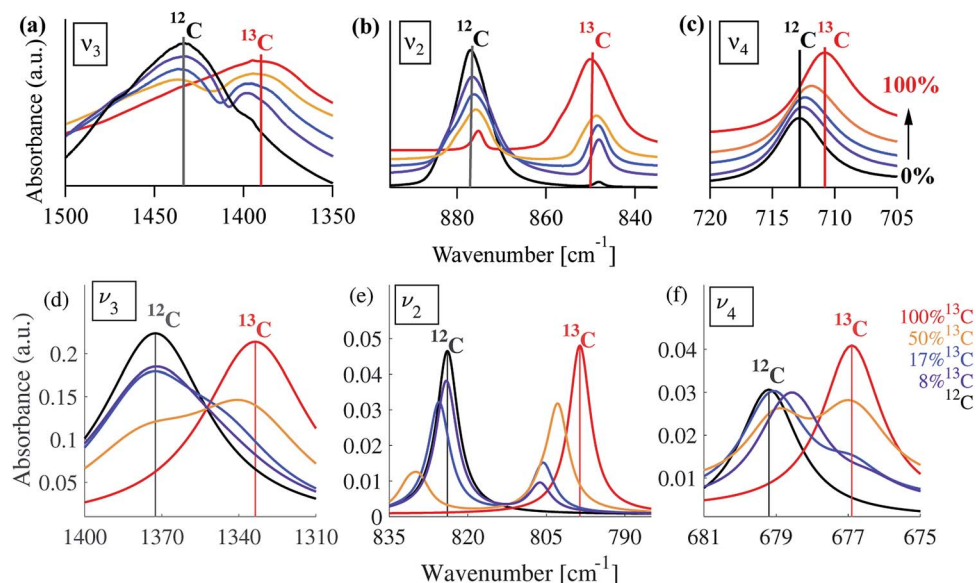 (a)
ν3
12C
13C
Absorbance (a.u.)
1500
1450
1400
1350
(b)
ν2
12C
13C
880
860
840
Wavenumber [cm-1]
(c)
ν4
12C
13C
100%
0%
720
715
710
705
(d)
ν3
12C
13C
Absorbance (a.u.)
0.2
0.15
0.1
0.05
1400
1370
1340
1310
(e)
ν2
12C
13C
0.05
0.04
0.03
0.02
0.01
0
835
820
805
790
Wavenumber [cm-1]
(f)
ν4
12C
13C
0.04
0.03
0.02
0.01
681
679
677
675
100%13C
50%13C
17%13C
8%13C
12C